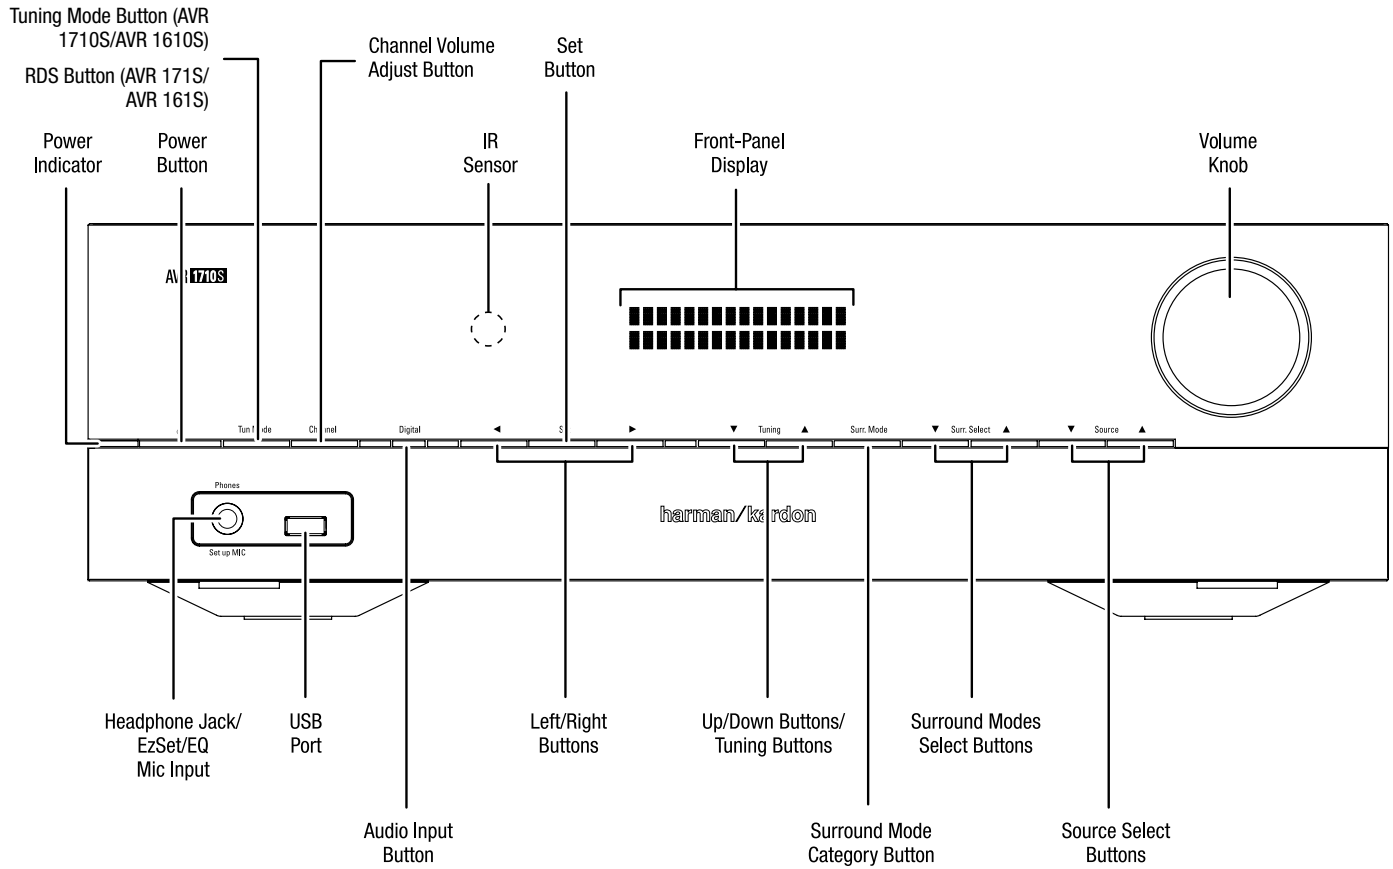 Tuning Mode Button (AVR
1710S/AVR 1610S)
RDS Button (AVR 171S/
AVR 161S)
Channel Volume
Adjust Button
Set
Button
Power
Indicator
Power
Button
IR
Sensor
Front-Panel
Display
Volume
Knob
AVR 1710S
Tun Mode
Channel
Digital
◄
►
▼
Tuning
▲
Surr. Mode
▼
Surr. Select
▲
▼
Source
▲
Phones
Set up MIC
harman/kardon
Headphone Jack/
EzSet/EQ
Mic Input
USB
Port
Left/Right
Buttons
Up/Down Buttons/
Tuning Buttons
Surround Modes
Select Buttons
Audio Input
Button
Surround Mode
Category Button
Source Select
Buttons